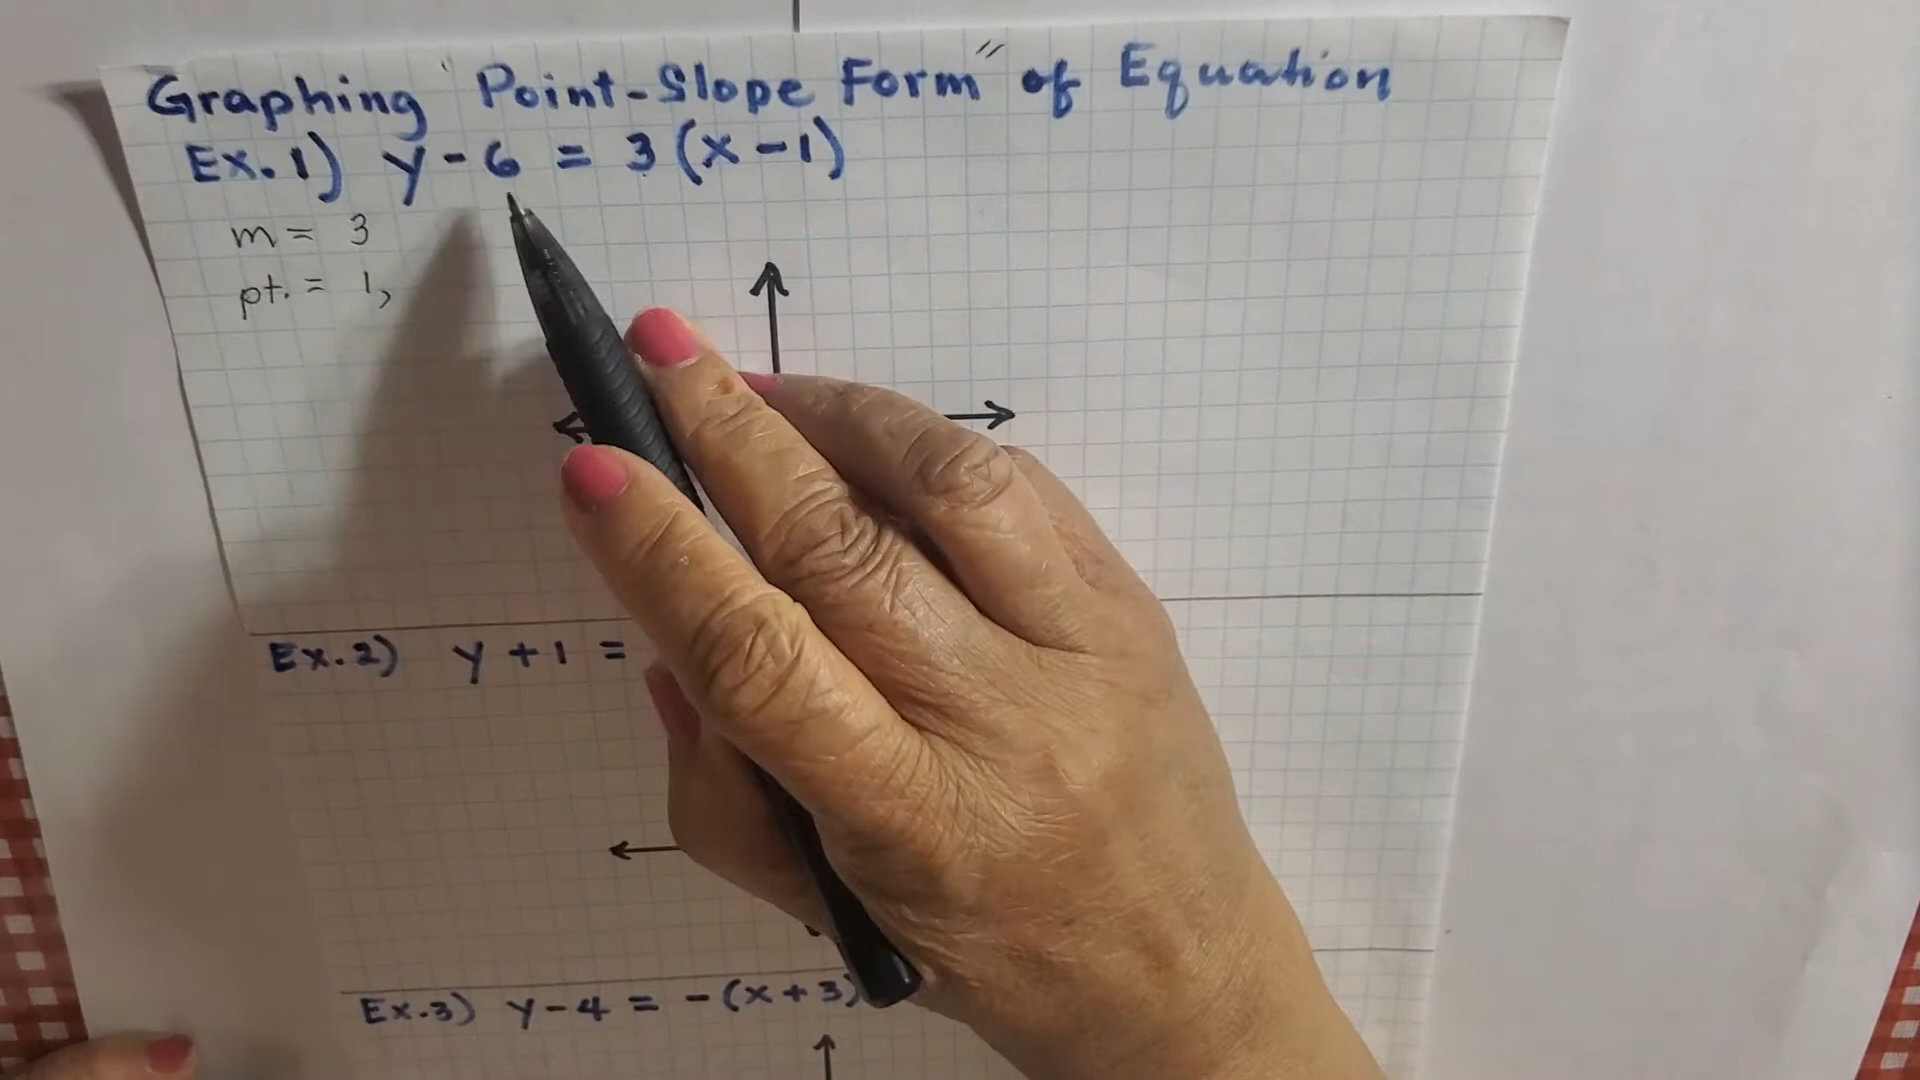 Graphing "Point-Slope Form" of Equation
Ex. 1) y - 6 = 3 (x - 1)
m = 3
pt. = 1,
Ex. 2) y + 1 =
Ex. 3) y - 4 = - (x + 3)